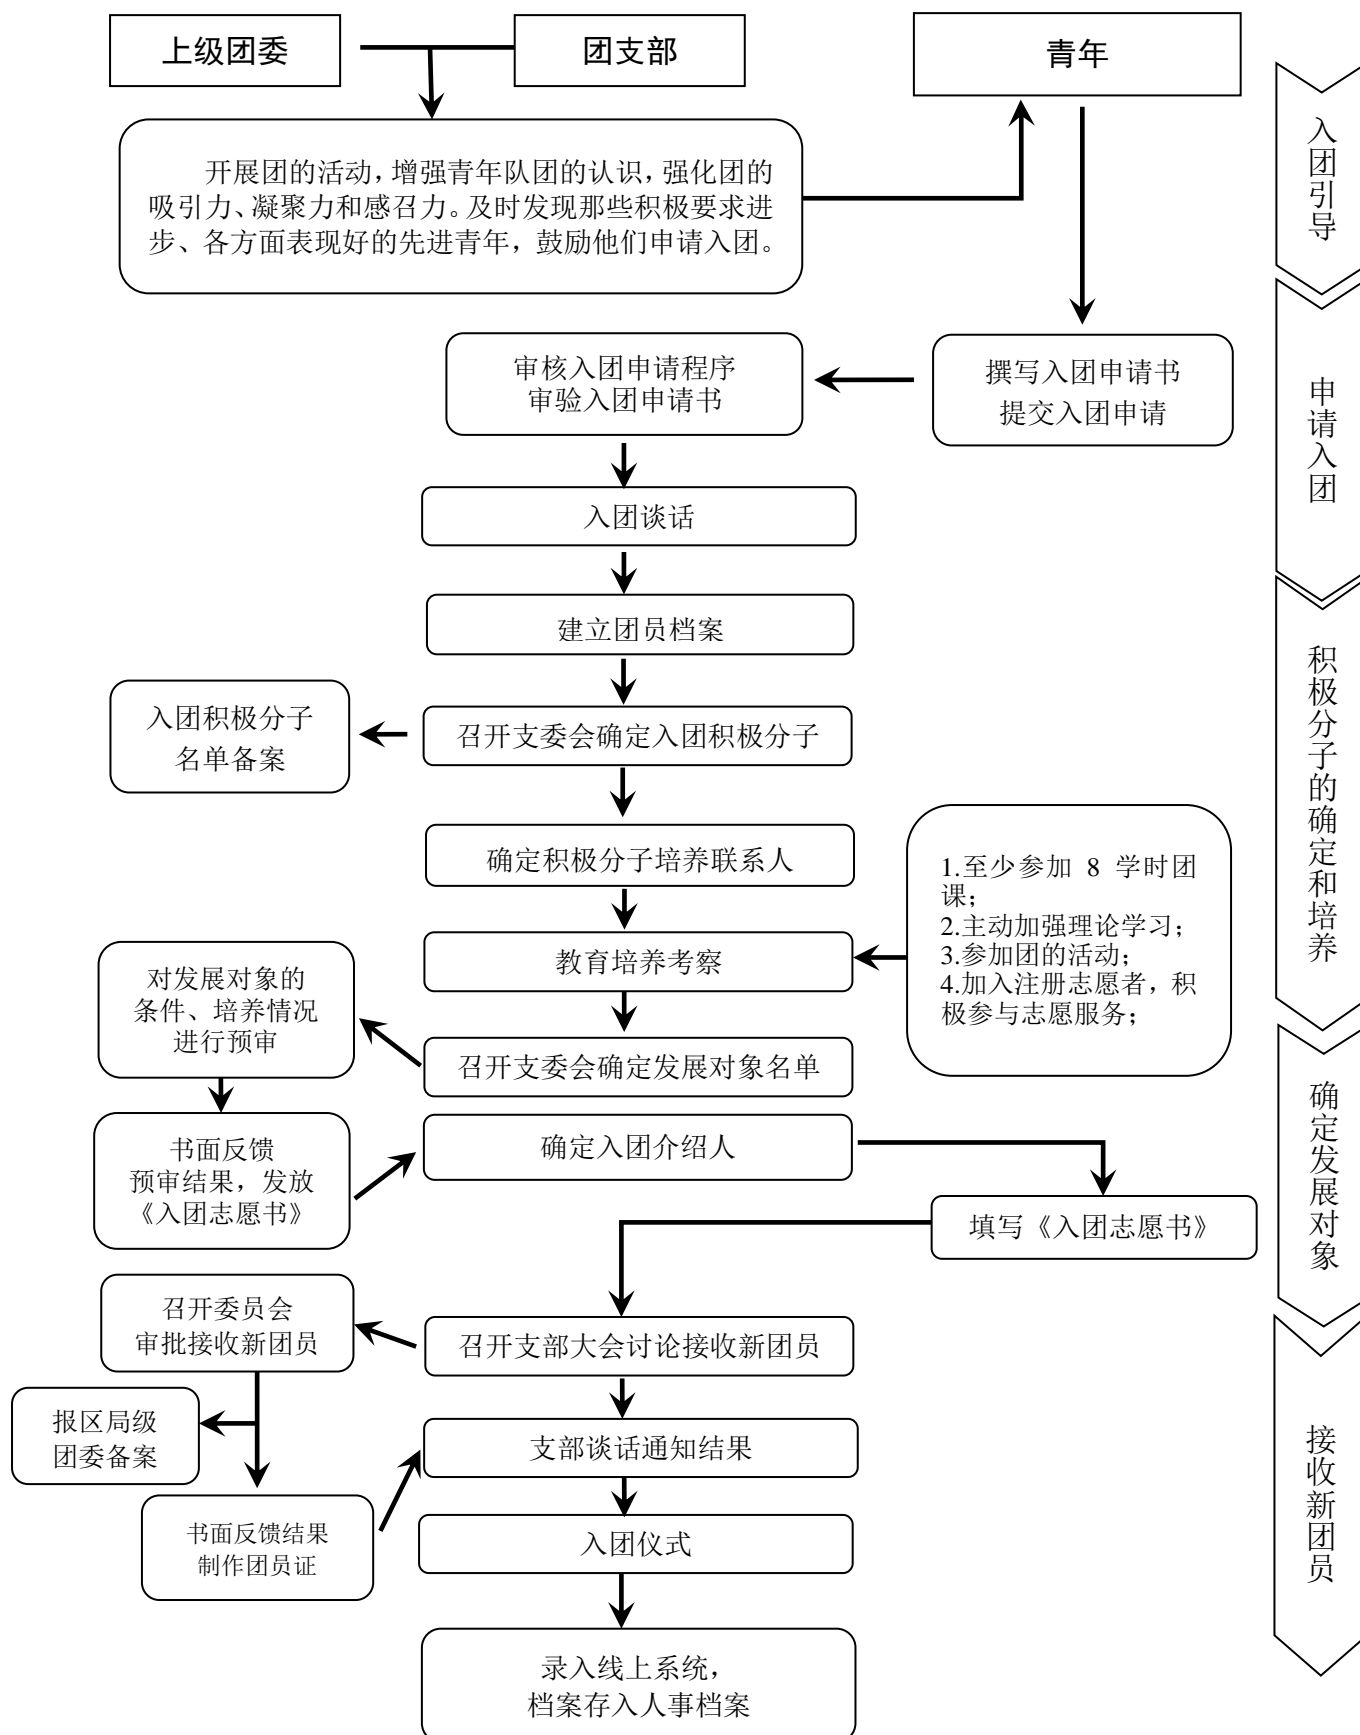 上级团委
团支部
青年
开展团的活动，增强青年队团的认识，强化团的
吸引力、凝聚力和感召力。及时发现那些积极要求进
步、各方面表现好的先进青年，鼓励他们申请入团。
入团引导
审核入团申请程序
审验入团申请书
撰写入团申请书
提交入团申请
申请入团
入团谈话
建立团员档案
入团积极分子
名单备案
召开支委会确定入团积极分子
积极分子的确定和培养
确定积极分子培养联系人
1.至少参加 8 学时团
课；
2.主动加强理论学习；
3.参加团的活动；
4.加入注册志愿者，积
极参与志愿服务；
教育培养考察
对发展对象的
条件、培养情况
进行预审
召开支委会确定发展对象名单
确定发展对象
书面反馈
预审结果，发放
《入团志愿书》
确定入团介绍人
填写《入团志愿书》
召开委员会
审批接收新团员
召开支部大会讨论接收新团员
接收新团员
报区局级
团委备案
支部谈话通知结果
书面反馈结果
制作团员证
入团仪式
录入线上系统，
档案存入人事档案